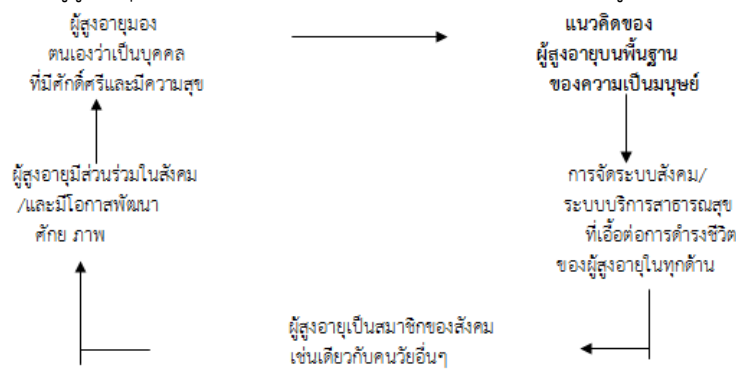 ผู้สูงอายุมอง
ตนเองว่าเป็นบุคคล
ที่มีศักดิ์ศรีและมีความสุข
แนวคิดของ
ผู้สูงอายุบนพื้นฐาน
ของความเป็นมนุษย์
ผู้สูงอายุมีส่วนร่วมในสังคม
/และมีโอกาสพัฒนา
ศักย ภาพ
การจัดระบบสังคม/
ระบบบริการสาธารณสุข
ที่เอื้อต่อการดำรงชีวิต
ของผู้สูงอายุในทุกด้าน
ผู้สูงอายุเป็นสมาชิกของสังคม
เช่นเดียวกับคนวัยอื่นๆ